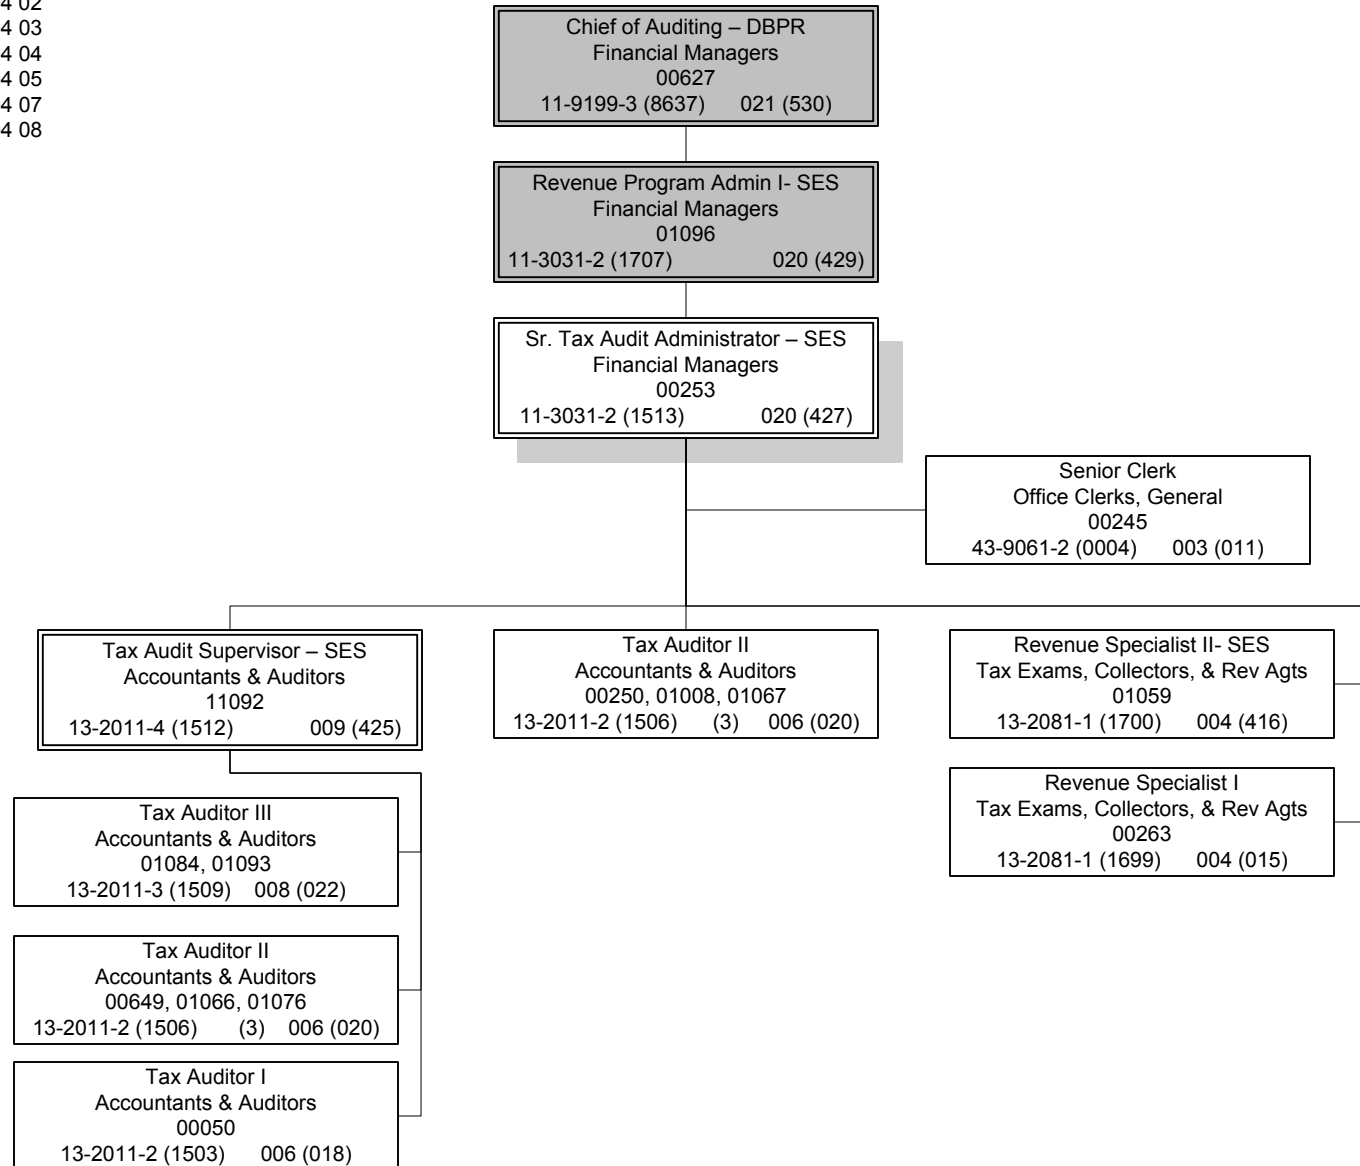 4 02
4 03
4 04
4 05
4 07
4 08
Chief of Auditing – DBPR
Financial Managers
00627
11-9199-3 (8637) 021 (530)
Revenue Program Admin I- SES
Financial Managers
01096
11-3031-2 (1707) 020 (429)
Sr. Tax Audit Administrator – SES
Financial Managers
00253
11-3031-2 (1513) 020 (427)
Senior Clerk
Office Clerks, General
00245
43-9061-2 (0004) 003 (011)
Tax Audit Supervisor – SES
Accountants & Auditors
11092
13-2011-4 (1512) 009 (425)
Tax Auditor III
Accountants & Auditors
01084, 01093
13-2011-3 (1509) 008 (022)
Tax Auditor II
Accountants & Auditors
00649, 01066, 01076
13-2011-2 (1506) (3) 006 (020)
Tax Auditor I
Accountants & Auditors
00050
13-2011-2 (1503) 006 (018)
Tax Auditor II
Accountants & Auditors
00250, 01008, 01067
13-2011-2 (1506) (3) 006 (020)
Revenue Specialist II- SES
Tax Exams, Collectors, & Rev Agts
01059
13-2081-1 (1700) 004 (416)
Revenue Specialist I
Tax Exams, Collectors, & Rev Agts
00263
13-2081-1 (1699) 004 (015)